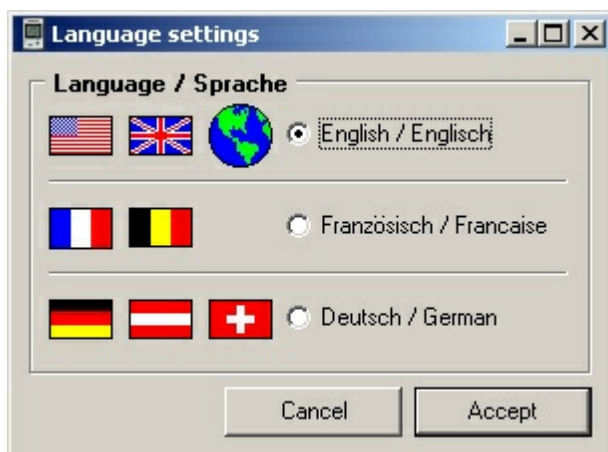 Language settings
Language / Sprache
English / Englisch
Französisch / Francaise
Deutsch / German
Cancel
Accept